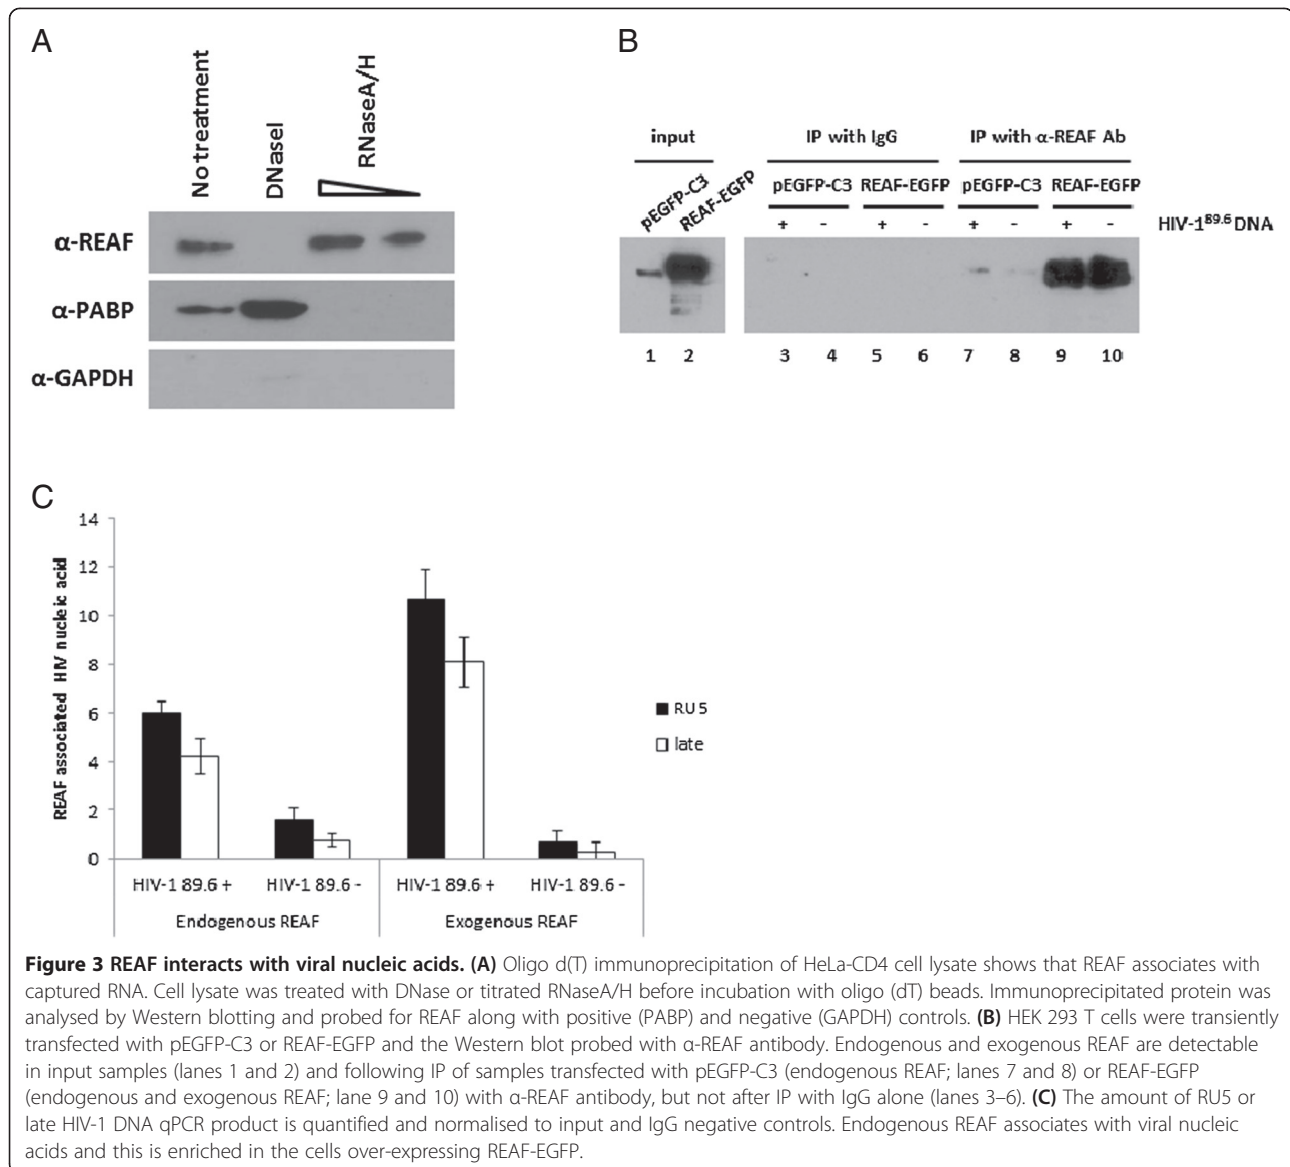 A
No treatment
DNaseI
RNaseA/H
α-REAF
α-PABP
α-GAPDH
B
input
IP with IgG
IP with α-REAF Ab
pEGFP-C3
REAF-EGFP
pEGFP-C3
REAF-EGFP
pEGFP-C3
REAF-EGFP
+ - + - + - + -
HIV-1⁸⁹·⁶ DNA
1 2 3 4 5 6 7 8 9 10
C
REAF associated HIV nucleic acid
14
12
10
8
6
4
2
0
RU5
late
HIV-1 89.6 + HIV-1 89.6 - HIV-1 89.6 + HIV-1 89.6 -
Endogenous REAF Exogenous REAF
Figure 3 REAF interacts with viral nucleic acids. (A) Oligo d(T) immunoprecipitation of HeLa-CD4 cell lysate shows that REAF associates with
captured RNA. Cell lysate was treated with DNase or titrated RNaseA/H before incubation with oligo (dT) beads. Immunoprecipitated protein was
analysed by Western blotting and probed for REAF along with positive (PABP) and negative (GAPDH) controls. (B) HEK 293 T cells were transiently
transfected with pEGFP-C3 or REAF-EGFP and the Western blot probed with α-REAF antibody. Endogenous and exogenous REAF are detectable
in input samples (lanes 1 and 2) and following IP of samples transfected with pEGFP-C3 (endogenous REAF; lanes 7 and 8) or REAF-EGFP
(endogenous and exogenous REAF; lane 9 and 10) with α-REAF antibody, but not after IP with IgG alone (lanes 3–6). (C) The amount of RU5 or
late HIV-1 DNA qPCR product is quantified and normalised to input and IgG negative controls. Endogenous REAF associates with viral nucleic
acids and this is enriched in the cells over-expressing REAF-EGFP.